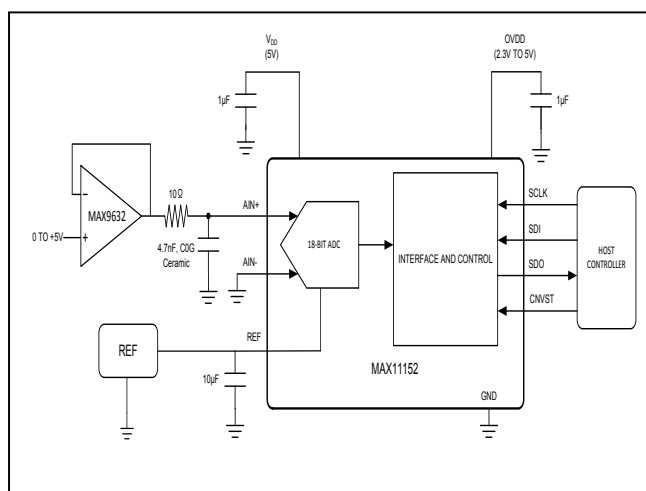 VDD
(5V)
OVDD
(2.3V TO 5V)
1µF
1µF
MAX9632
-
+
0 TO +5V
10Ω
4.7nF, C0G
Ceramic
AIN+
AIN-
18-BIT ADC
INTERFACE AND CONTROL
SCLK
SDI
SDO
CNVST
HOST
CONTROLLER
REF
REF
10µF
MAX11152
GND